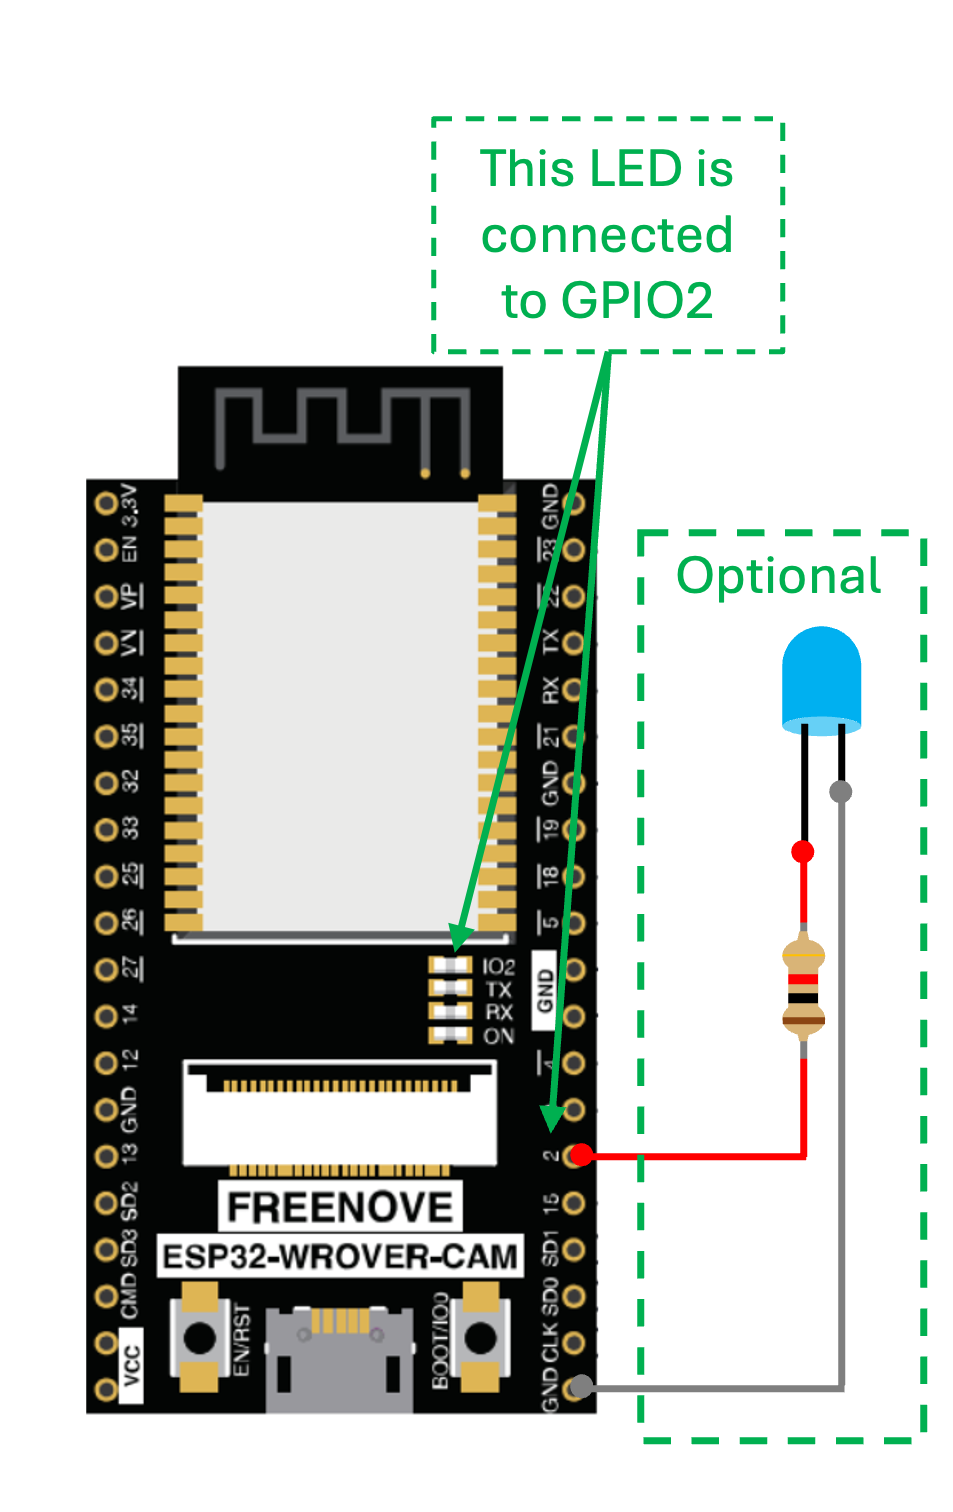 This LED is
connected
to GPIO2
Optional
3.3V
EN
VP
VN
34
35
32
33
25
26
27
14
12
GND
13
SD2
SD3
CMD
VCC
GND
23
22
TX
RX
21
GND
19
18
5
GND
4
2
15
SD1
SD0
CLK
GND
IO2
TX
RX
ON
FREENOVE
ESP32-WROVER-CAM
EN/RST
BOOT/IO0